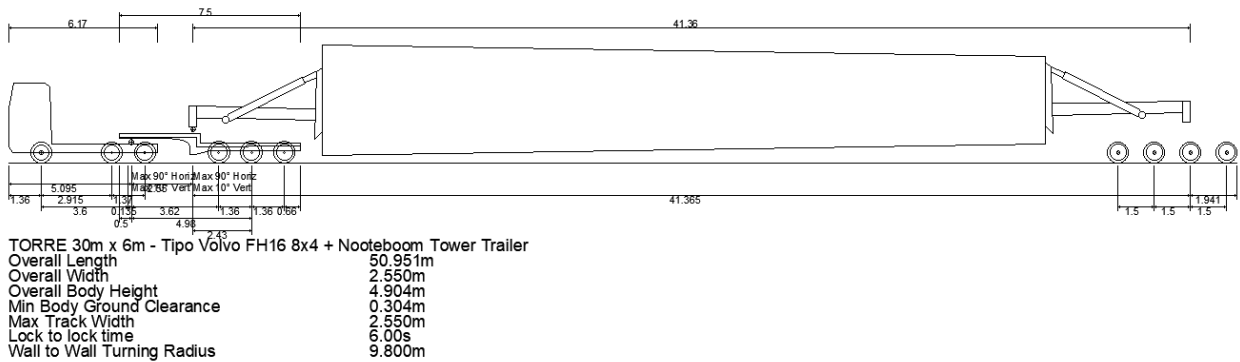 7.5
6.17
41.36
Max 90° Horiz Max 90° Horiz
Vert Max 10° Vert
5.095
1.36
2.915
41.365
1.941
3.6
0.135
3.62
1.36
1.36
0.66
1.5
1.5
1.5
0.5
4.98
2.43
TORRE 30m x 6m - Tipo Volvo FH16 8x4 + Nooteboom Tower Trailer
Overall Length 50.951m
Overall Width 2.550m
Overall Body Height 4.904m
Min Body Ground Clearance 0.304m
Max Track Width 2.550m
Lock to lock time 6.00s
Wall to Wall Turning Radius 9.800m